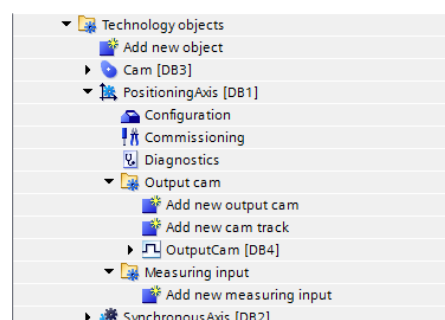 Technology objects
Add new object
Cam [DB3]
PositioningAxis [DB1]
Configuration
Commissioning
Diagnostics
Output cam
Add new output cam
Add new cam track
OutputCam [DB4]
Measuring input
Add new measuring input
SynchronousAxis [DB2]